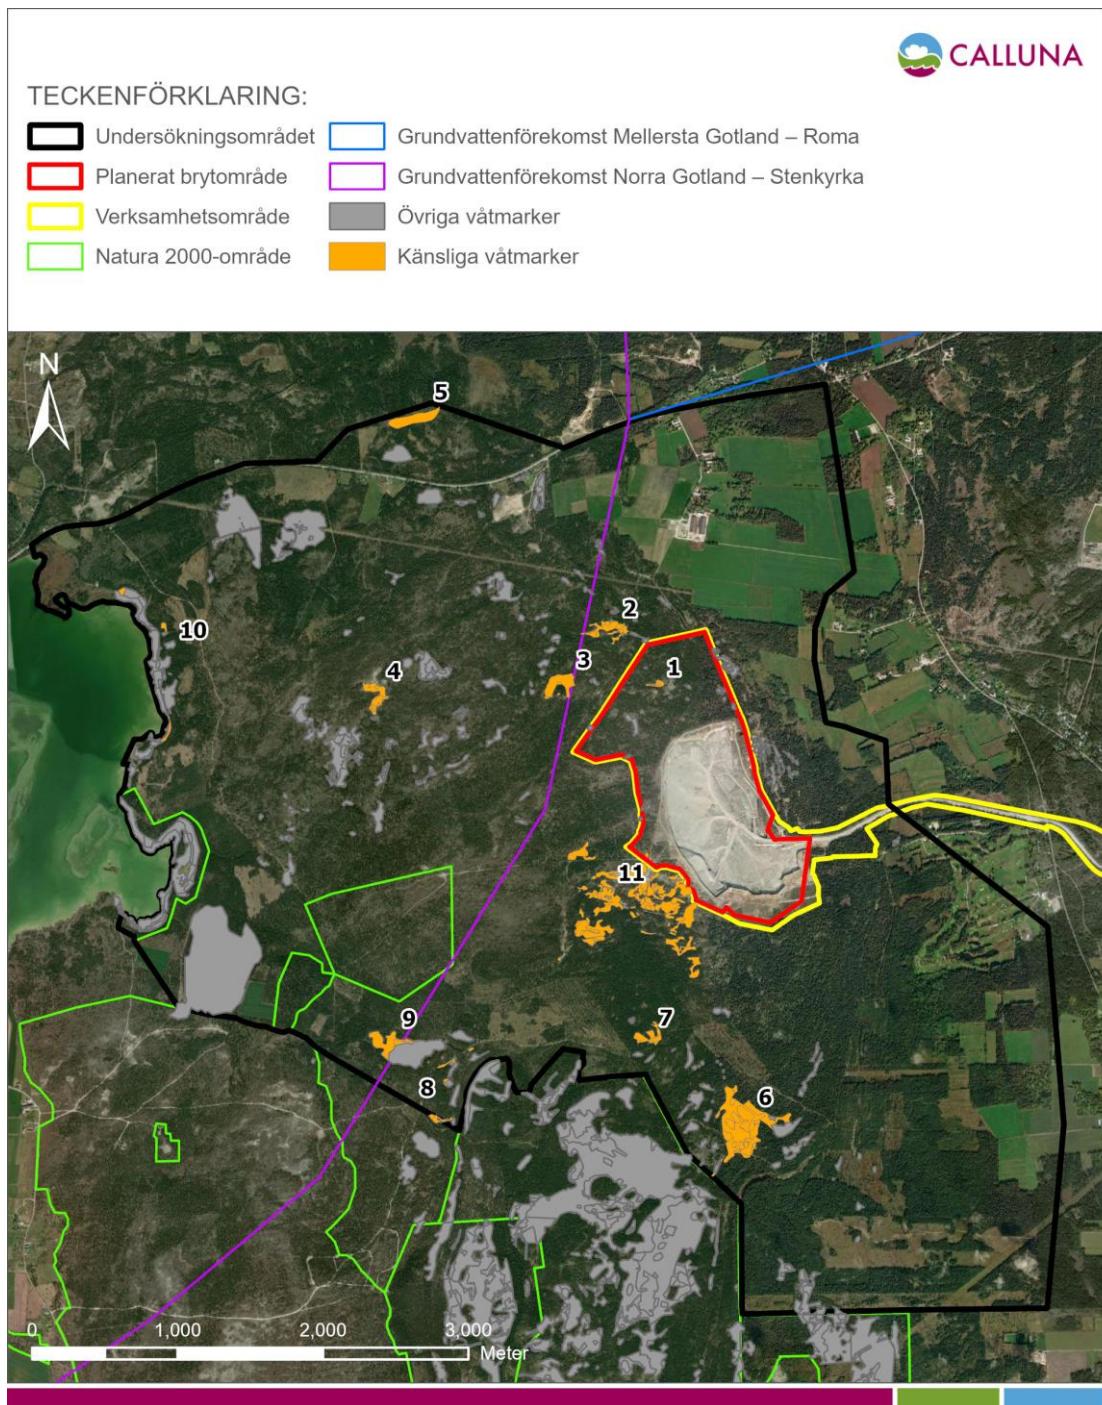 CALLUNA
TECKENFÖRKLARING:
Undersökningsområdet
Planerat brytområde
Verksamhetsområde
Natura 2000-område
Grundvattenförekomst Mellersta Gotland – Roma
Grundvattenförekomst Norra Gotland – Stenkyrka
Övriga våtmarker
Känsliga våtmarker
N
5
2
10
3
1
4
11
9
7
8
6
0 1,000 2,000 3,000
Meter